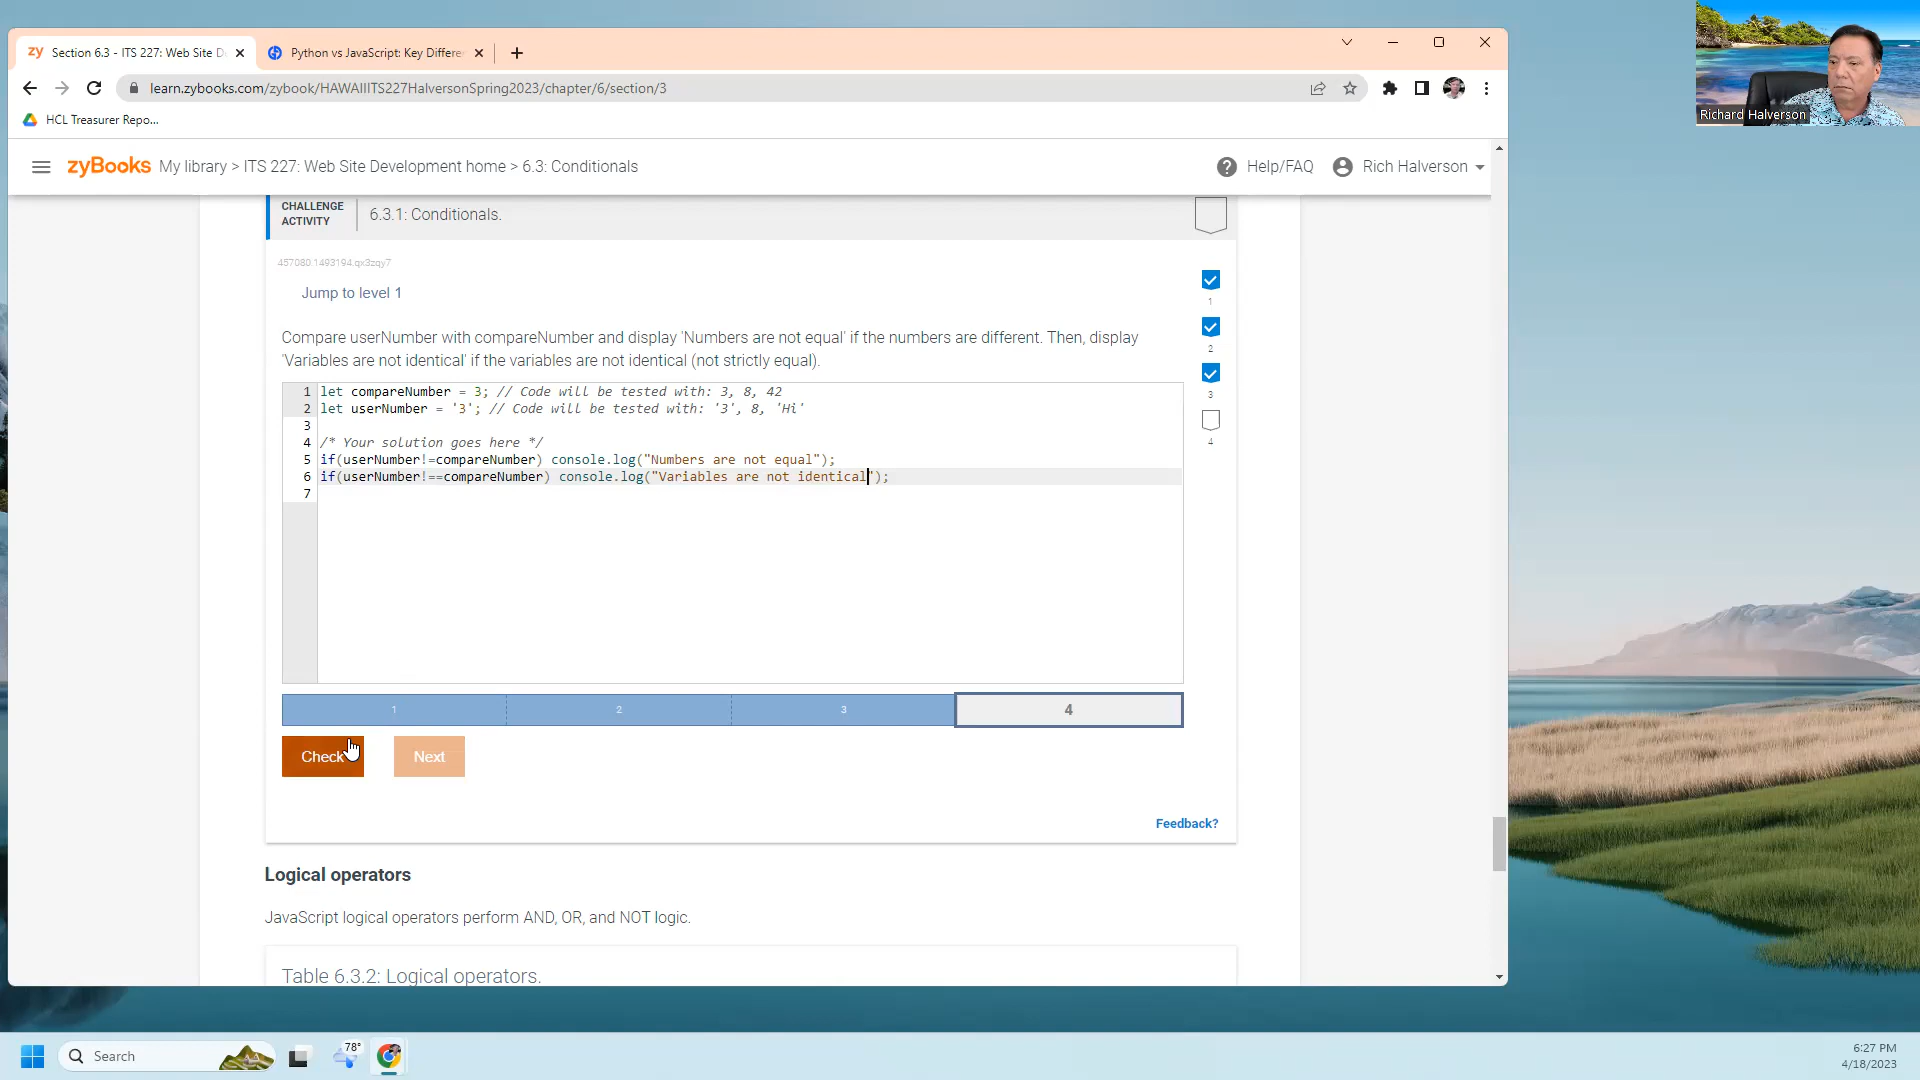 zy Section 6.3 - ITS 227: Web Site D
Python vs JavaScript: Key Differe
learn.zybooks.com/zybook/HAWAIIITS227HalversonSpring2023/chapter/6/section/3
HCL Treasurer Repo...
Richard Halverson
zyBooks My library > ITS 227: Web Site Development home > 6.3: Conditionals
Help/FAQ Rich Halverson
CHALLENGE
ACTIVITY
6.3.1: Conditionals.
457080.1493194.qx3zqy7
Jump to level 1
1
2
3
4
Compare userNumber with compareNumber and display 'Numbers are not equal' if the numbers are different. Then, display
'Variables are not identical' if the variables are not identical (not strictly equal).
1 let compareNumber = 3; // Code will be tested with: 3, 8, 42
2 let userNumber = '3'; // Code will be tested with: '3', 8, 'Hi'
3
4 /* Your solution goes here */
5 if(userNumber!=compareNumber) console.log("Numbers are not equal");
6 if(userNumber!==compareNumber) console.log("Variables are not identical");
7
1 2 3 4
Check Next
Feedback?
Logical operators
JavaScript logical operators perform AND, OR, and NOT logic.
Table 6.3.2: Logical operators.
Search
78°
6:27 PM
4/18/2023